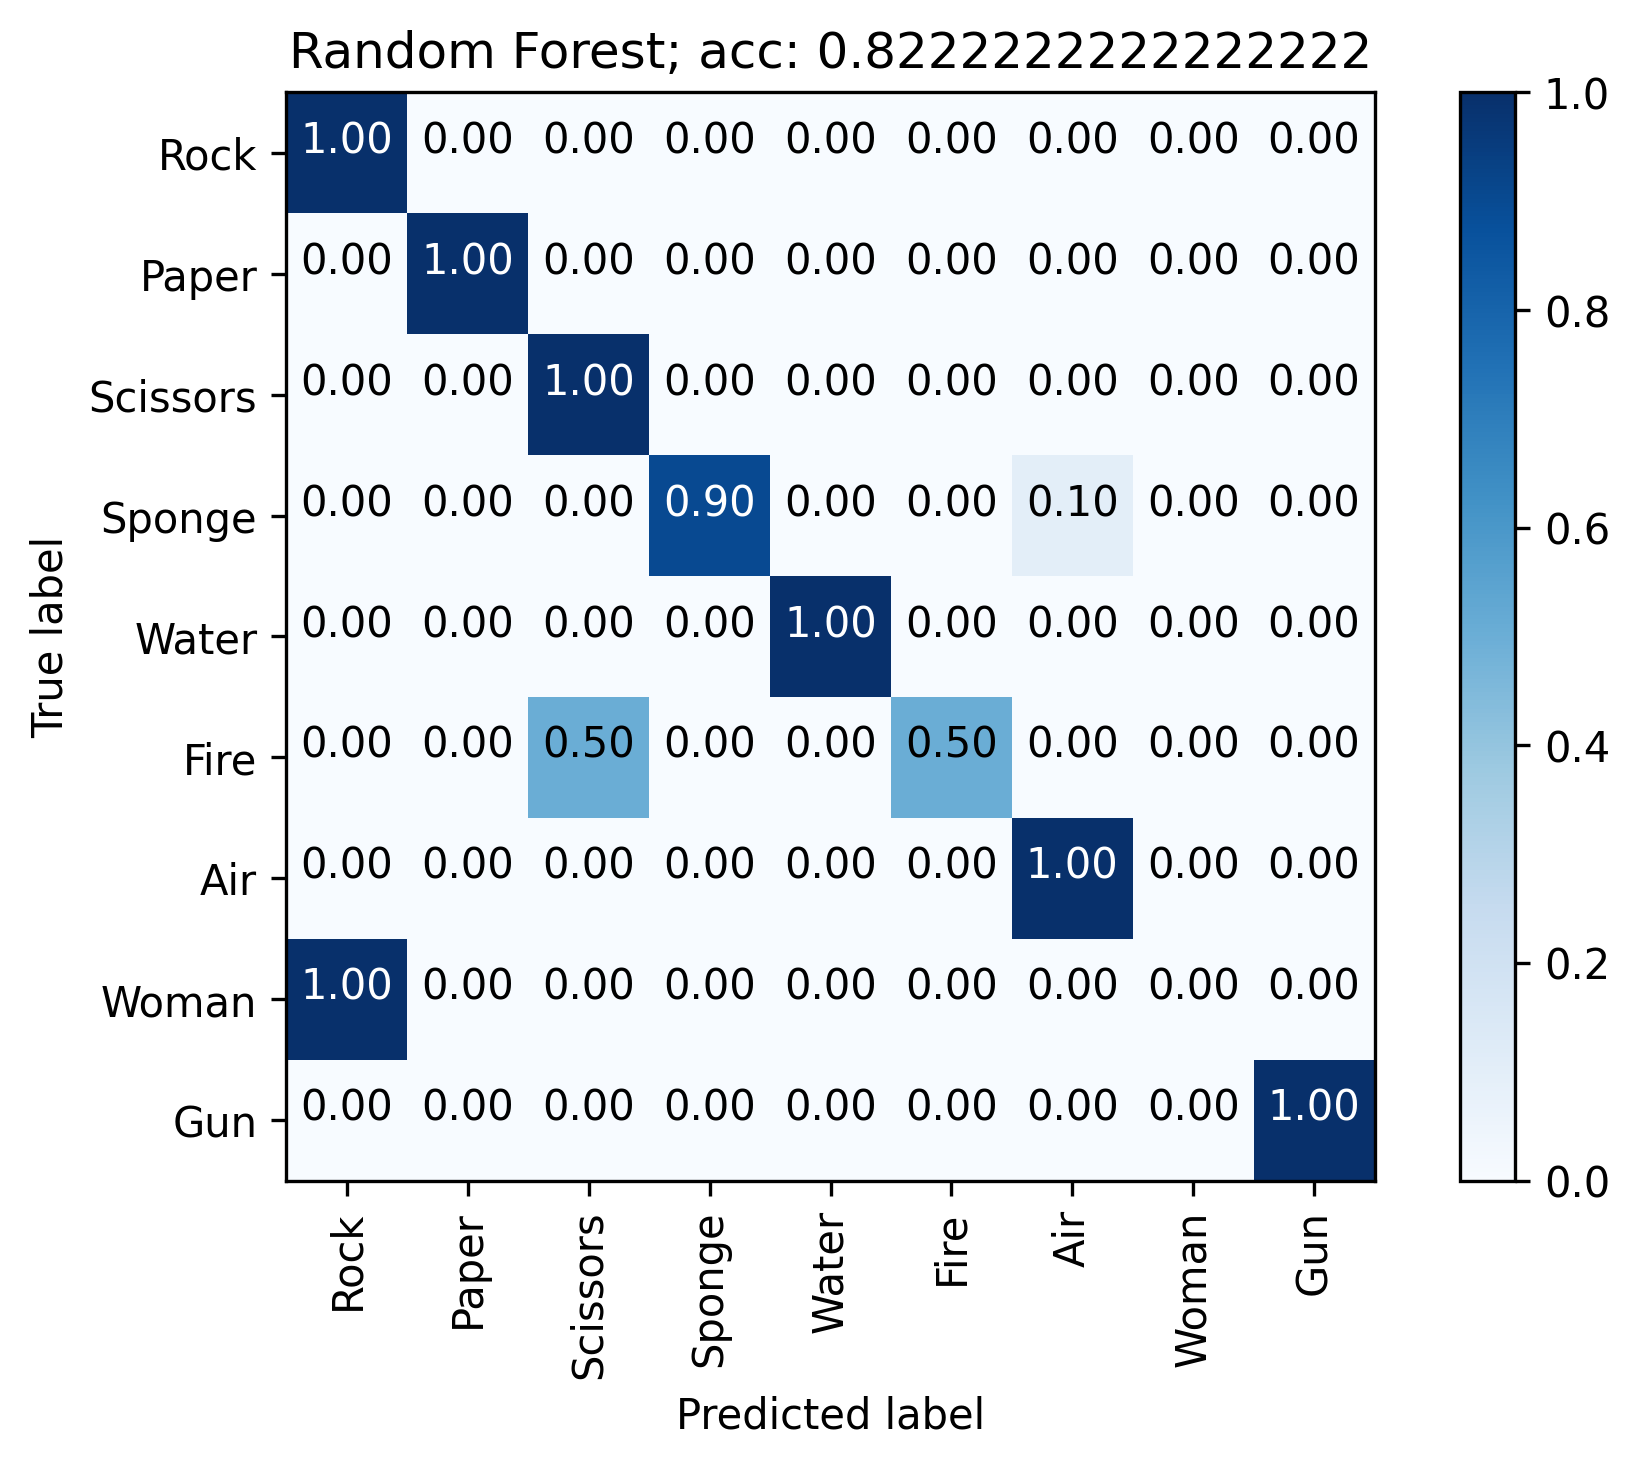 Random Forest; acc: 0.8222222222222222
Rock 1.00 0.00 0.00 0.00 0.00 0.00 0.00 0.00 0.00
Paper 0.00 1.00 0.00 0.00 0.00 0.00 0.00 0.00 0.00
Scissors 0.00 0.00 1.00 0.00 0.00 0.00 0.00 0.00 0.00
Sponge 0.00 0.00 0.00 0.90 0.00 0.00 0.10 0.00 0.00
Water 0.00 0.00 0.00 0.00 1.00 0.00 0.00 0.00 0.00
Fire 0.00 0.00 0.50 0.00 0.00 0.50 0.00 0.00 0.00
Air 0.00 0.00 0.00 0.00 0.00 0.00 1.00 0.00 0.00
Woman 1.00 0.00 0.00 0.00 0.00 0.00 0.00 0.00 0.00
Gun 0.00 0.00 0.00 0.00 0.00 0.00 0.00 0.00 1.00
True label
Rock Paper Scissors Sponge Water Fire Air Woman Gun
Predicted label
1.0
0.8
0.6
0.4
0.2
0.0